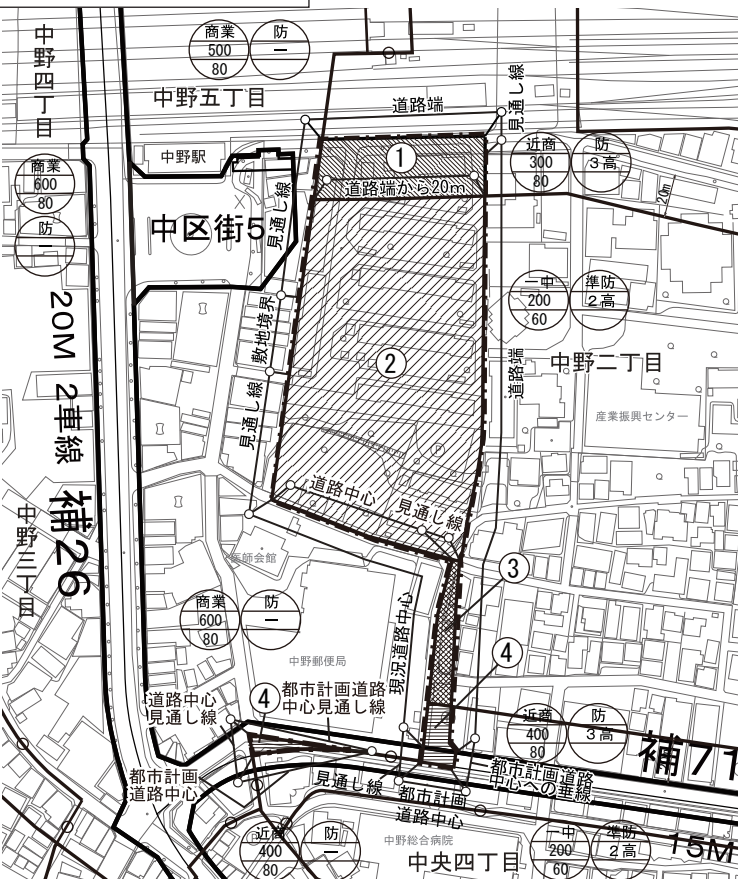 商業
500
80
防
―
中野五丁目
中野四丁目
中野駅
道路端
見通し線
①
道路端から20m
近商
300
80
防
3高
20m
商業
600
80
防
―
中区街5
見通し線
敷地境界
見通し線
②
一中
200
60
準防
2高
中野二丁目
道路端
産業振興センター
20M 2車線 補26
中野三丁目
P
道路中心
見通し線
医師会館
③
商業
600
80
防
―
現況道路中心
中野郵便局
④
④
都市計画道路
中心見通し線
道路中心
見通し線
近商
400
80
防
3高
補71
都市計画
道路中心
見通し線
都市計画道路
中心への垂線
都市計画
道路中心
近商
400
80
防
―
中野総合病院
中央四丁目
一中
200
60
準防
2高
15M